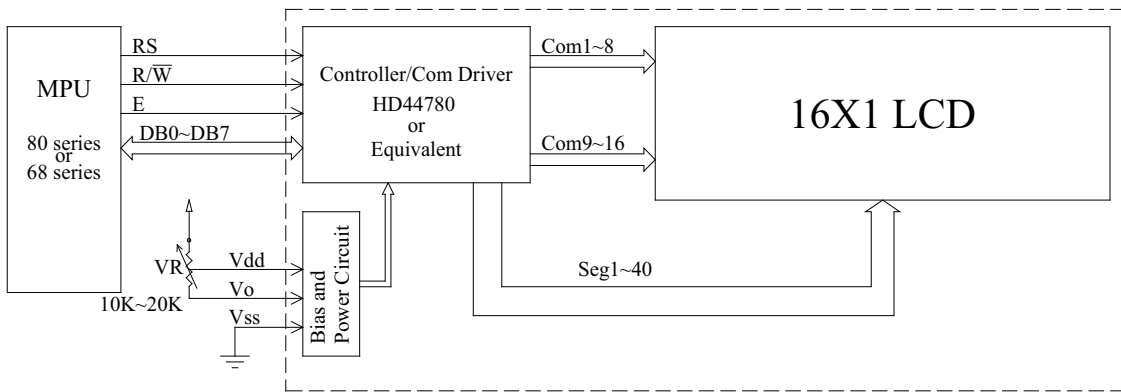 MPU
80 series
or
68 series
RS
R/W̅
E
DB0~DB7
Controller/Com Driver
HD44780
or
Equivalent
Com1~8
Com9~16
16X1 LCD
VR
10K~20K
Vdd
Vo
Vss
Bias and
Power Circuit
Seg1~40